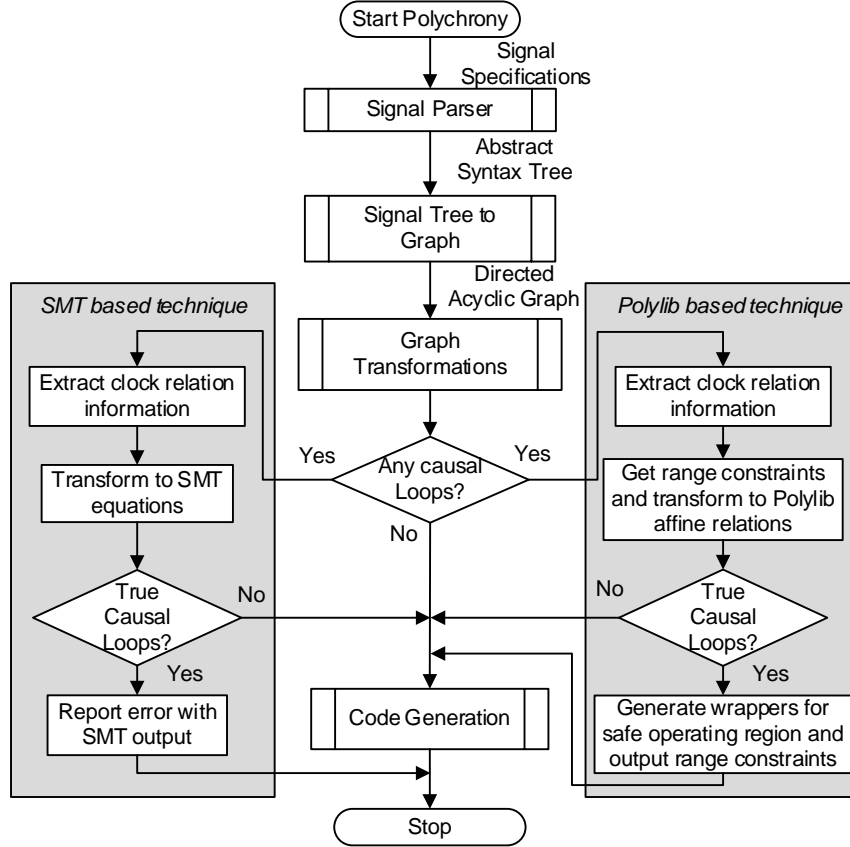 Start Polychrony
Signal
Specifications
Signal Parser
Abstract
Syntax Tree
Signal Tree to
Graph
Directed
Acyclic Graph
SMT based technique
Polylib based technique
Graph
Transformations
Extract clock relation
information
Extract clock relation
information
Yes
Any causal
Loops?
Yes
No
Transform to SMT
equations
Get range constraints
and transform to Polylib
affine relations
True
Causal
Loops?
No
Yes
No
True
Causal
Loops?
Yes
Report error with
SMT output
Code Generation
Generate wrappers for
safe operating region and
output range constraints
Stop